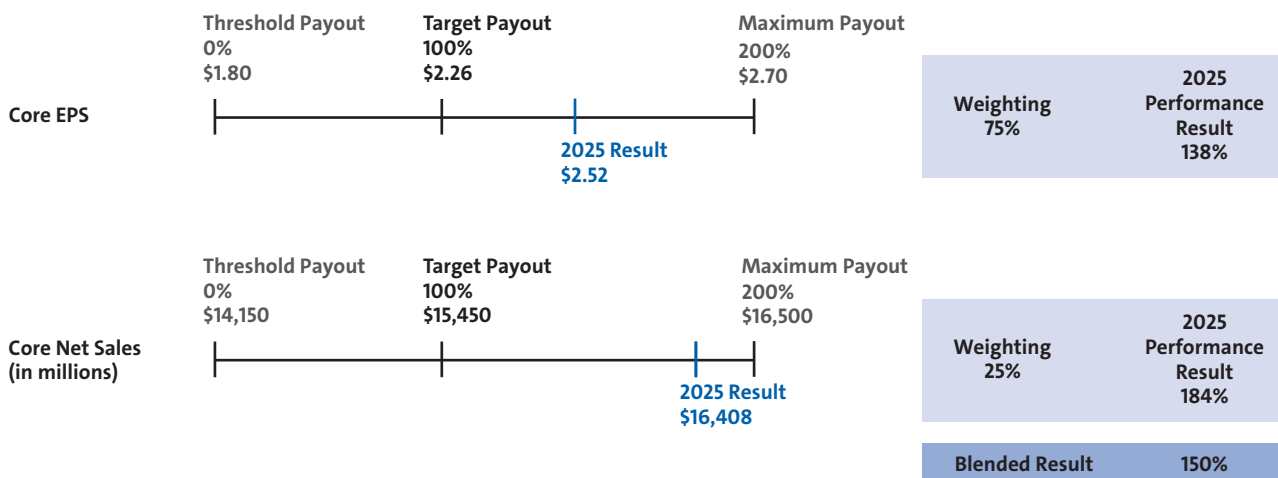 Threshold Payout
0%
$1.80
Target Payout
100%
$2.26
Maximum Payout
200%
$2.70
Core EPS
2025 Result
$2.52
Weighting
75%
2025
Performance
Result
138%
Threshold Payout
0%
$14,150
Target Payout
100%
$15,450
Maximum Payout
200%
$16,500
Core Net Sales
(in millions)
2025 Result
$16,408
Weighting
25%
2025
Performance
Result
184%
Blended Result 150%